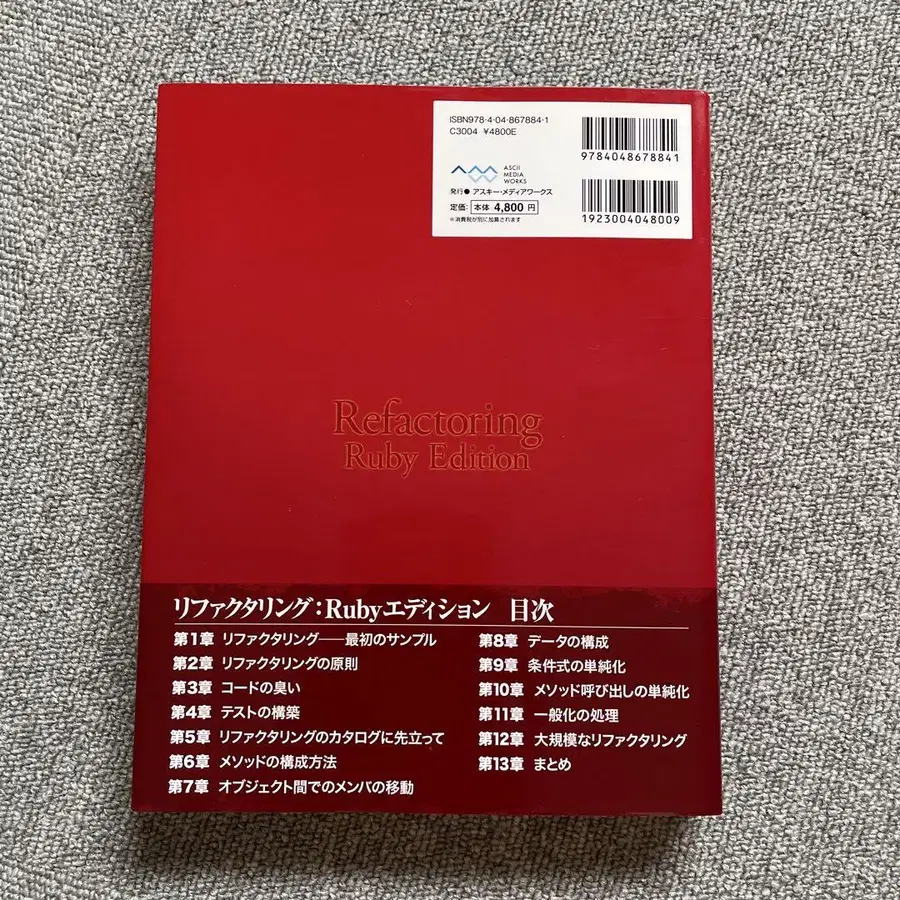 ISBN978-4-04-867884-1
C3004 ¥4800E
9784048678841
ASCII
MEDIA
WORKS
発行●アスキー・メディアワークス
定価：本体 4,800 円
※消費税が別に加算されます
1923004048009
Refactoring
Ruby Edition
リファクタリング：Rubyエディション 目次
第1章 リファクタリング──最初のサンプル
第2章 リファクタリングの原則
第3章 コードの臭い
第4章 テストの構築
第5章 リファクタリングのカタログに先立って
第6章 メソッドの構成方法
第7章 オブジェクト間でのメンバの移動
第8章 データの構成
第9章 条件式の単純化
第10章 メソッド呼び出しの単純化
第11章 一般化の処理
第12章 大規模なリファクタリング
第13章 まとめ